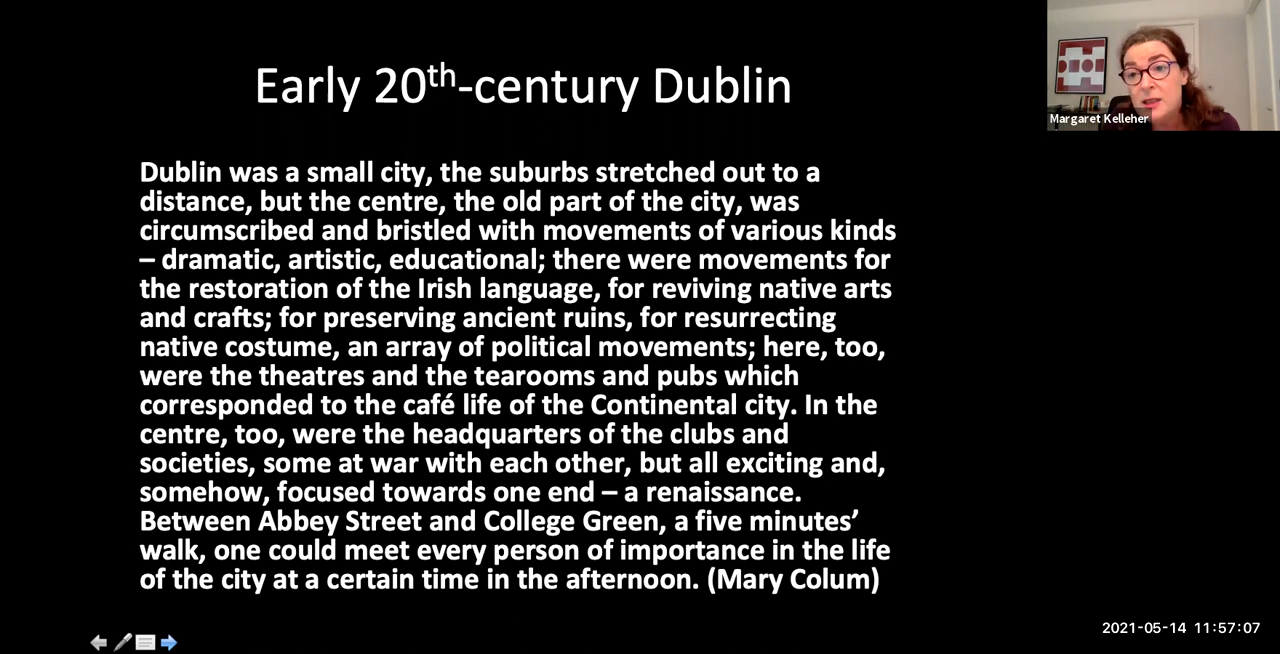 Early 20th-century Dublin
Margaret Kelleher
Dublin was a small city, the suburbs stretched out to a
distance, but the centre, the old part of the city, was
circumscribed and bristled with movements of various kinds
– dramatic, artistic, educational; there were movements for
the restoration of the Irish language, for reviving native arts
and crafts; for preserving ancient ruins, for resurrecting
native costume, an array of political movements; here, too,
were the theatres and the tearooms and pubs which
corresponded to the café life of the Continental city. In the
centre, too, were the headquarters of the clubs and
societies, some at war with each other, but all exciting and,
somehow, focused towards one end – a renaissance.
Between Abbey Street and College Green, a five minutes’
walk, one could meet every person of importance in the life
of the city at a certain time in the afternoon. (Mary Colum)
2021-05-14 11:57:07